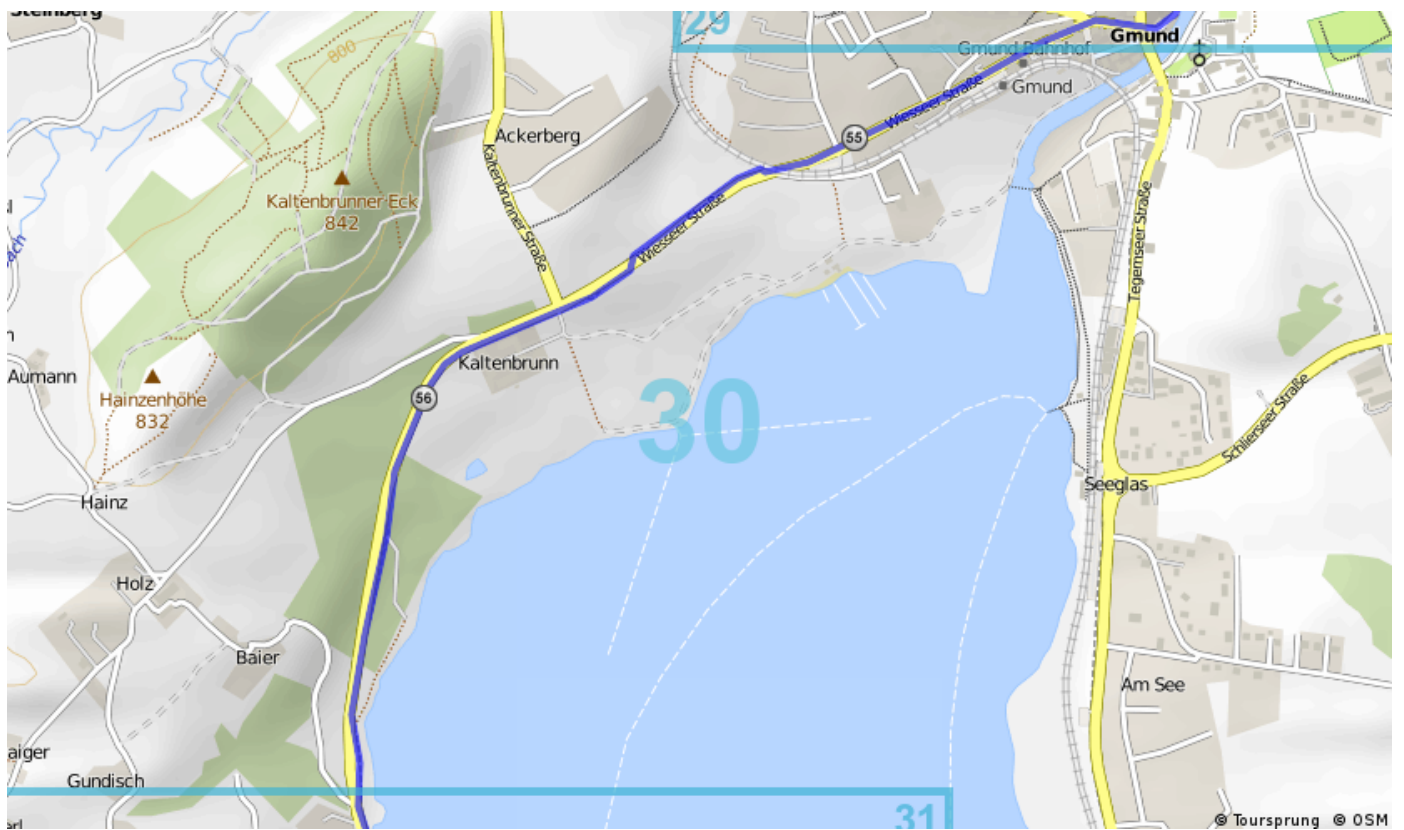 Steinberg
29
Gmund
Gmund Bahnhof
800
Gmund
Wiesseer Straße
55
Ackerberg
Kaltenbrunner Straße
Kaltenbrunner Eck
842
Wiesseer Straße
Tegernseer Straße
Kaltenbrunn
Aumann
Hainzenhöhe
832
56
30
Schlierseer Straße
Seeglas
Hainz
Holz
Baier
Am See
aiger
Gundisch
31
© Toursprung © OSM